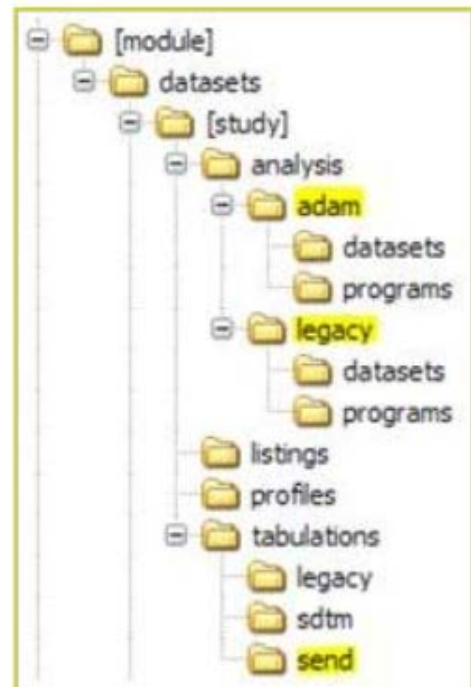 [module]
datasets
[study]
analysis
adam
datasets
programs
legacy
datasets
programs
listings
profiles
tabulations
legacy
sdtm
send